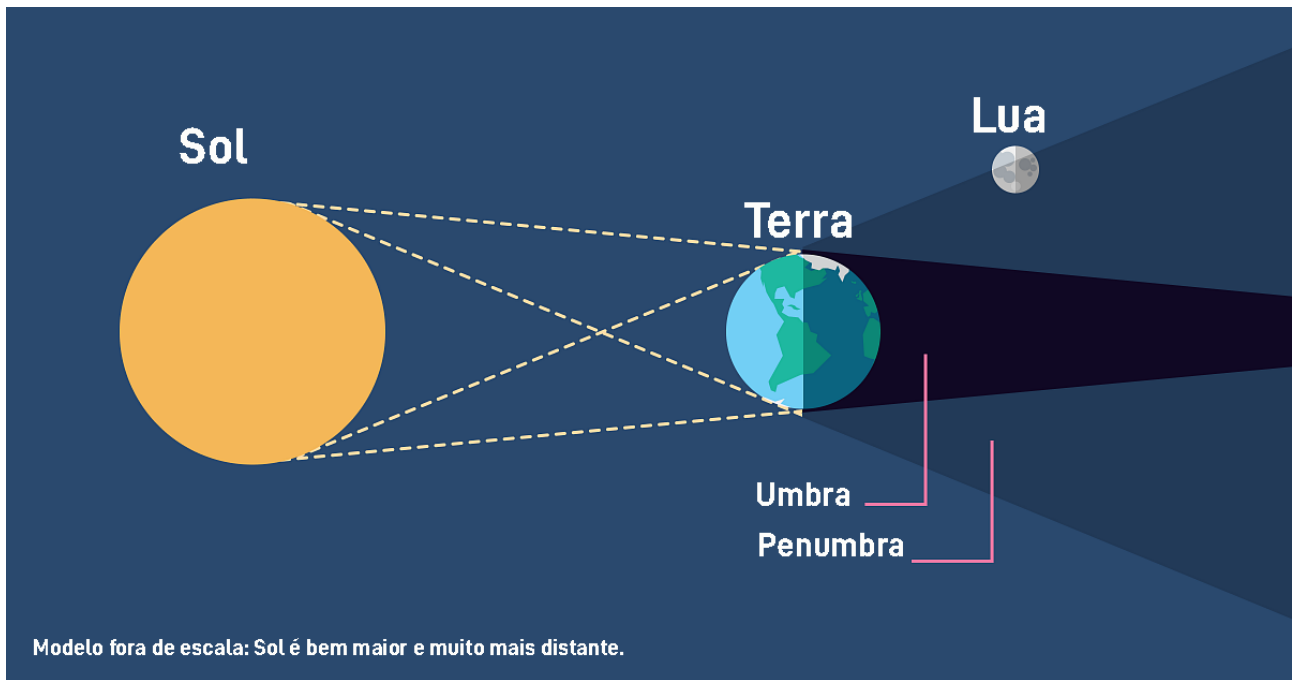 Sol
Lua
Terra
Umbra
Penumbra
Modelo fora de escala: Sol é bem maior e muito mais distante.